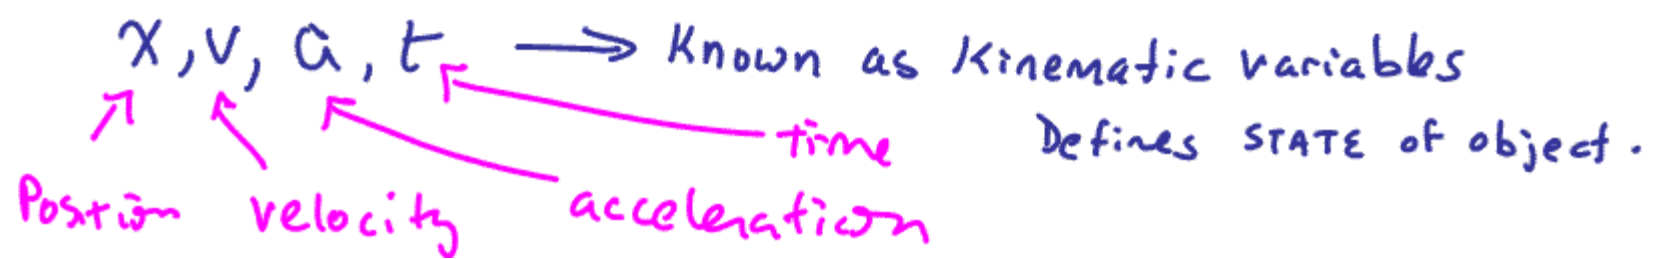 x, v, a, t → Known as Kinematic variables
Defines STATE of object.
time
Position velocity acceleration